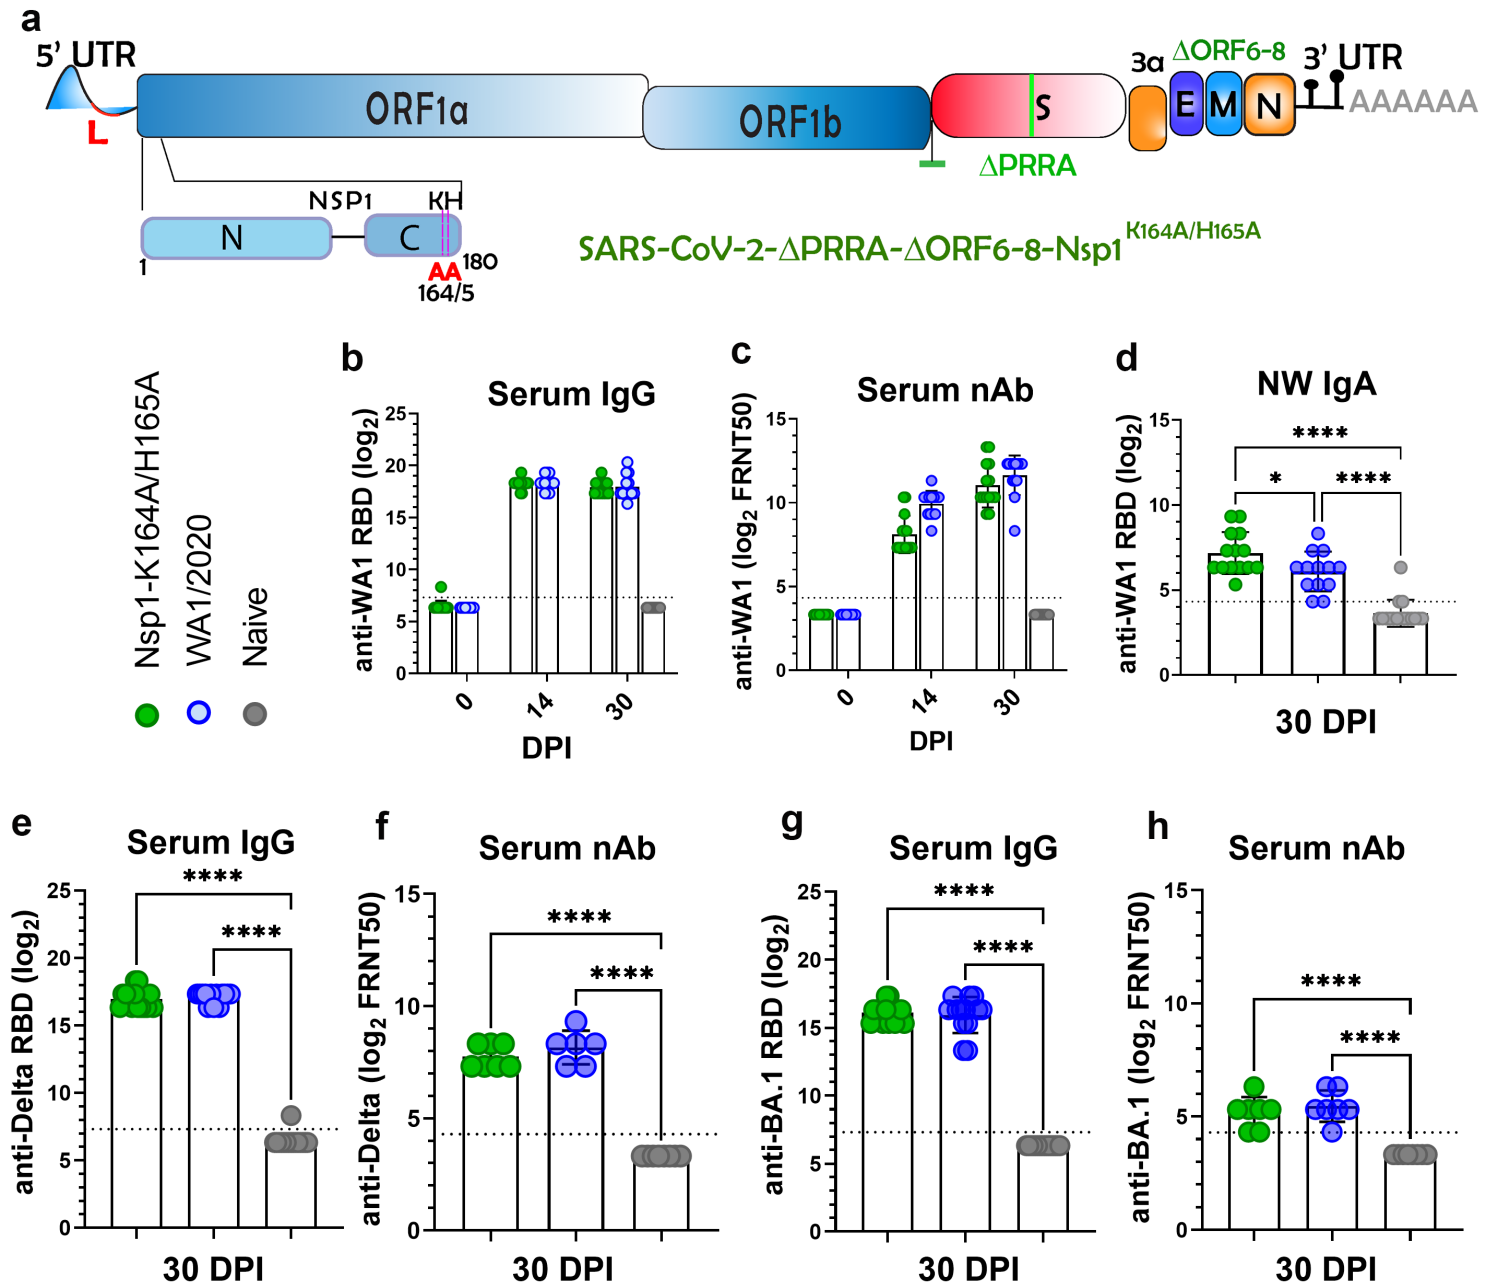 a
5’ UTR
L
ORF1a
ORF1b
S
ΔPRRA
3a
ΔORF6-8
E
M
N
3’ UTR
AAAAAA
NSP1
KH
N
C
1
180
AA
164/5
SARS-CoV-2-ΔPRRA-ΔORF6-8-Nsp1 K164A/H165A
Nsp1-K164A/H165A
WA1/2020
Naive
b
Serum IgG
anti-WA1 RBD (log2)
25
20
15
10
5
0
0
14
30
DPI
c
Serum nAb
anti-WA1 (log2 FRNT50)
15
10
5
0
0
14
30
DPI
d
NW IgA
anti-WA1 RBD (log2)
15
10
5
0
****
*
****
30 DPI
e
Serum IgG
anti-Delta RBD (log2)
25
20
15
10
5
0
****
****
30 DPI
f
Serum nAb
anti-Delta (log2 FRNT50)
15
10
5
0
****
****
30 DPI
g
Serum IgG
anti-BA.1 RBD (log2)
25
20
15
10
5
0
****
****
30 DPI
h
Serum nAb
anti-BA.1 (log2 FRNT50)
15
10
5
0
****
****
30 DPI